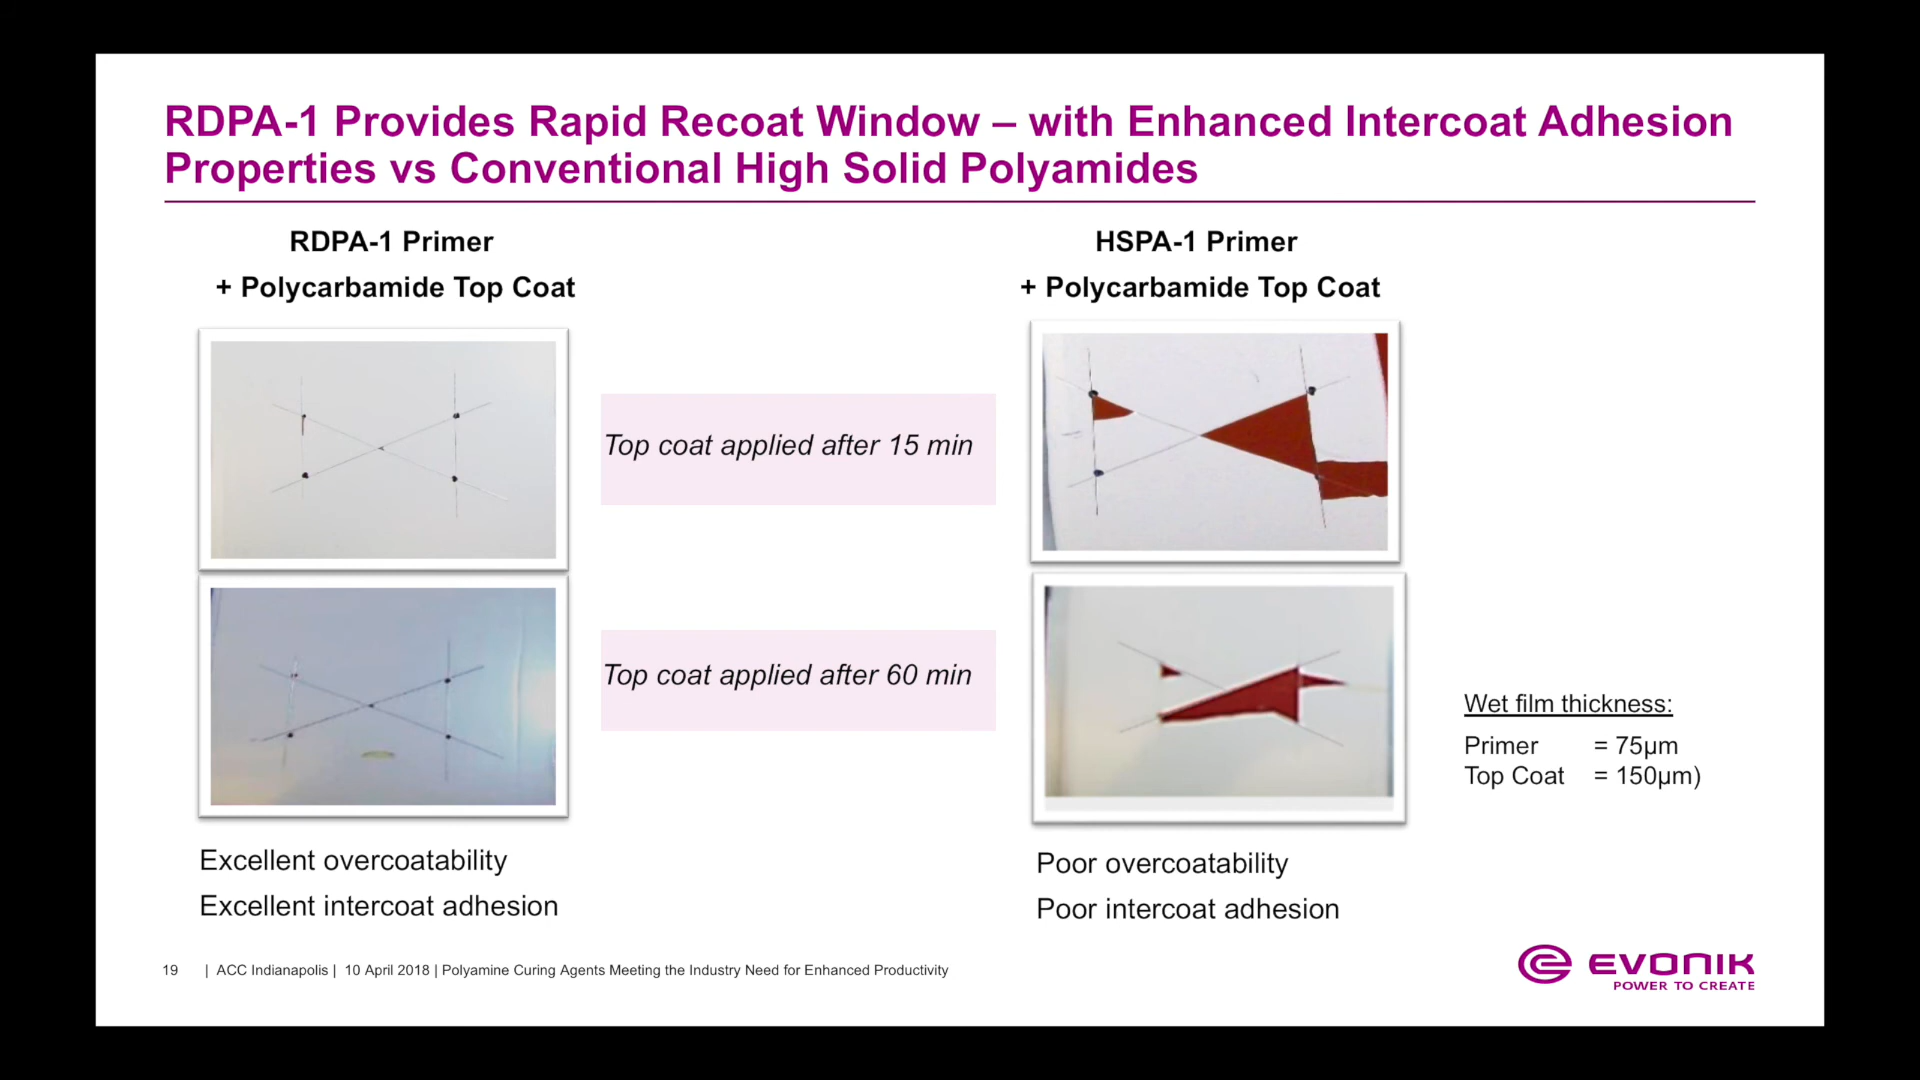 RDPA-1 Provides Rapid Recoat Window – with Enhanced Intercoat Adhesion
Properties vs Conventional High Solid Polyamides
RDPA-1 Primer
+ Polycarbamide Top Coat
HSPA-1 Primer
+ Polycarbamide Top Coat
Top coat applied after 15 min
Top coat applied after 60 min
Wet film thickness:
Primer = 75µm
Top Coat = 150µm)
Excellent overcoatability
Excellent intercoat adhesion
Poor overcoatability
Poor intercoat adhesion
19 | ACC Indianapolis | 10 April 2018 | Polyamine Curing Agents Meeting the Industry Need for Enhanced Productivity
EVONIK
POWER TO CREATE